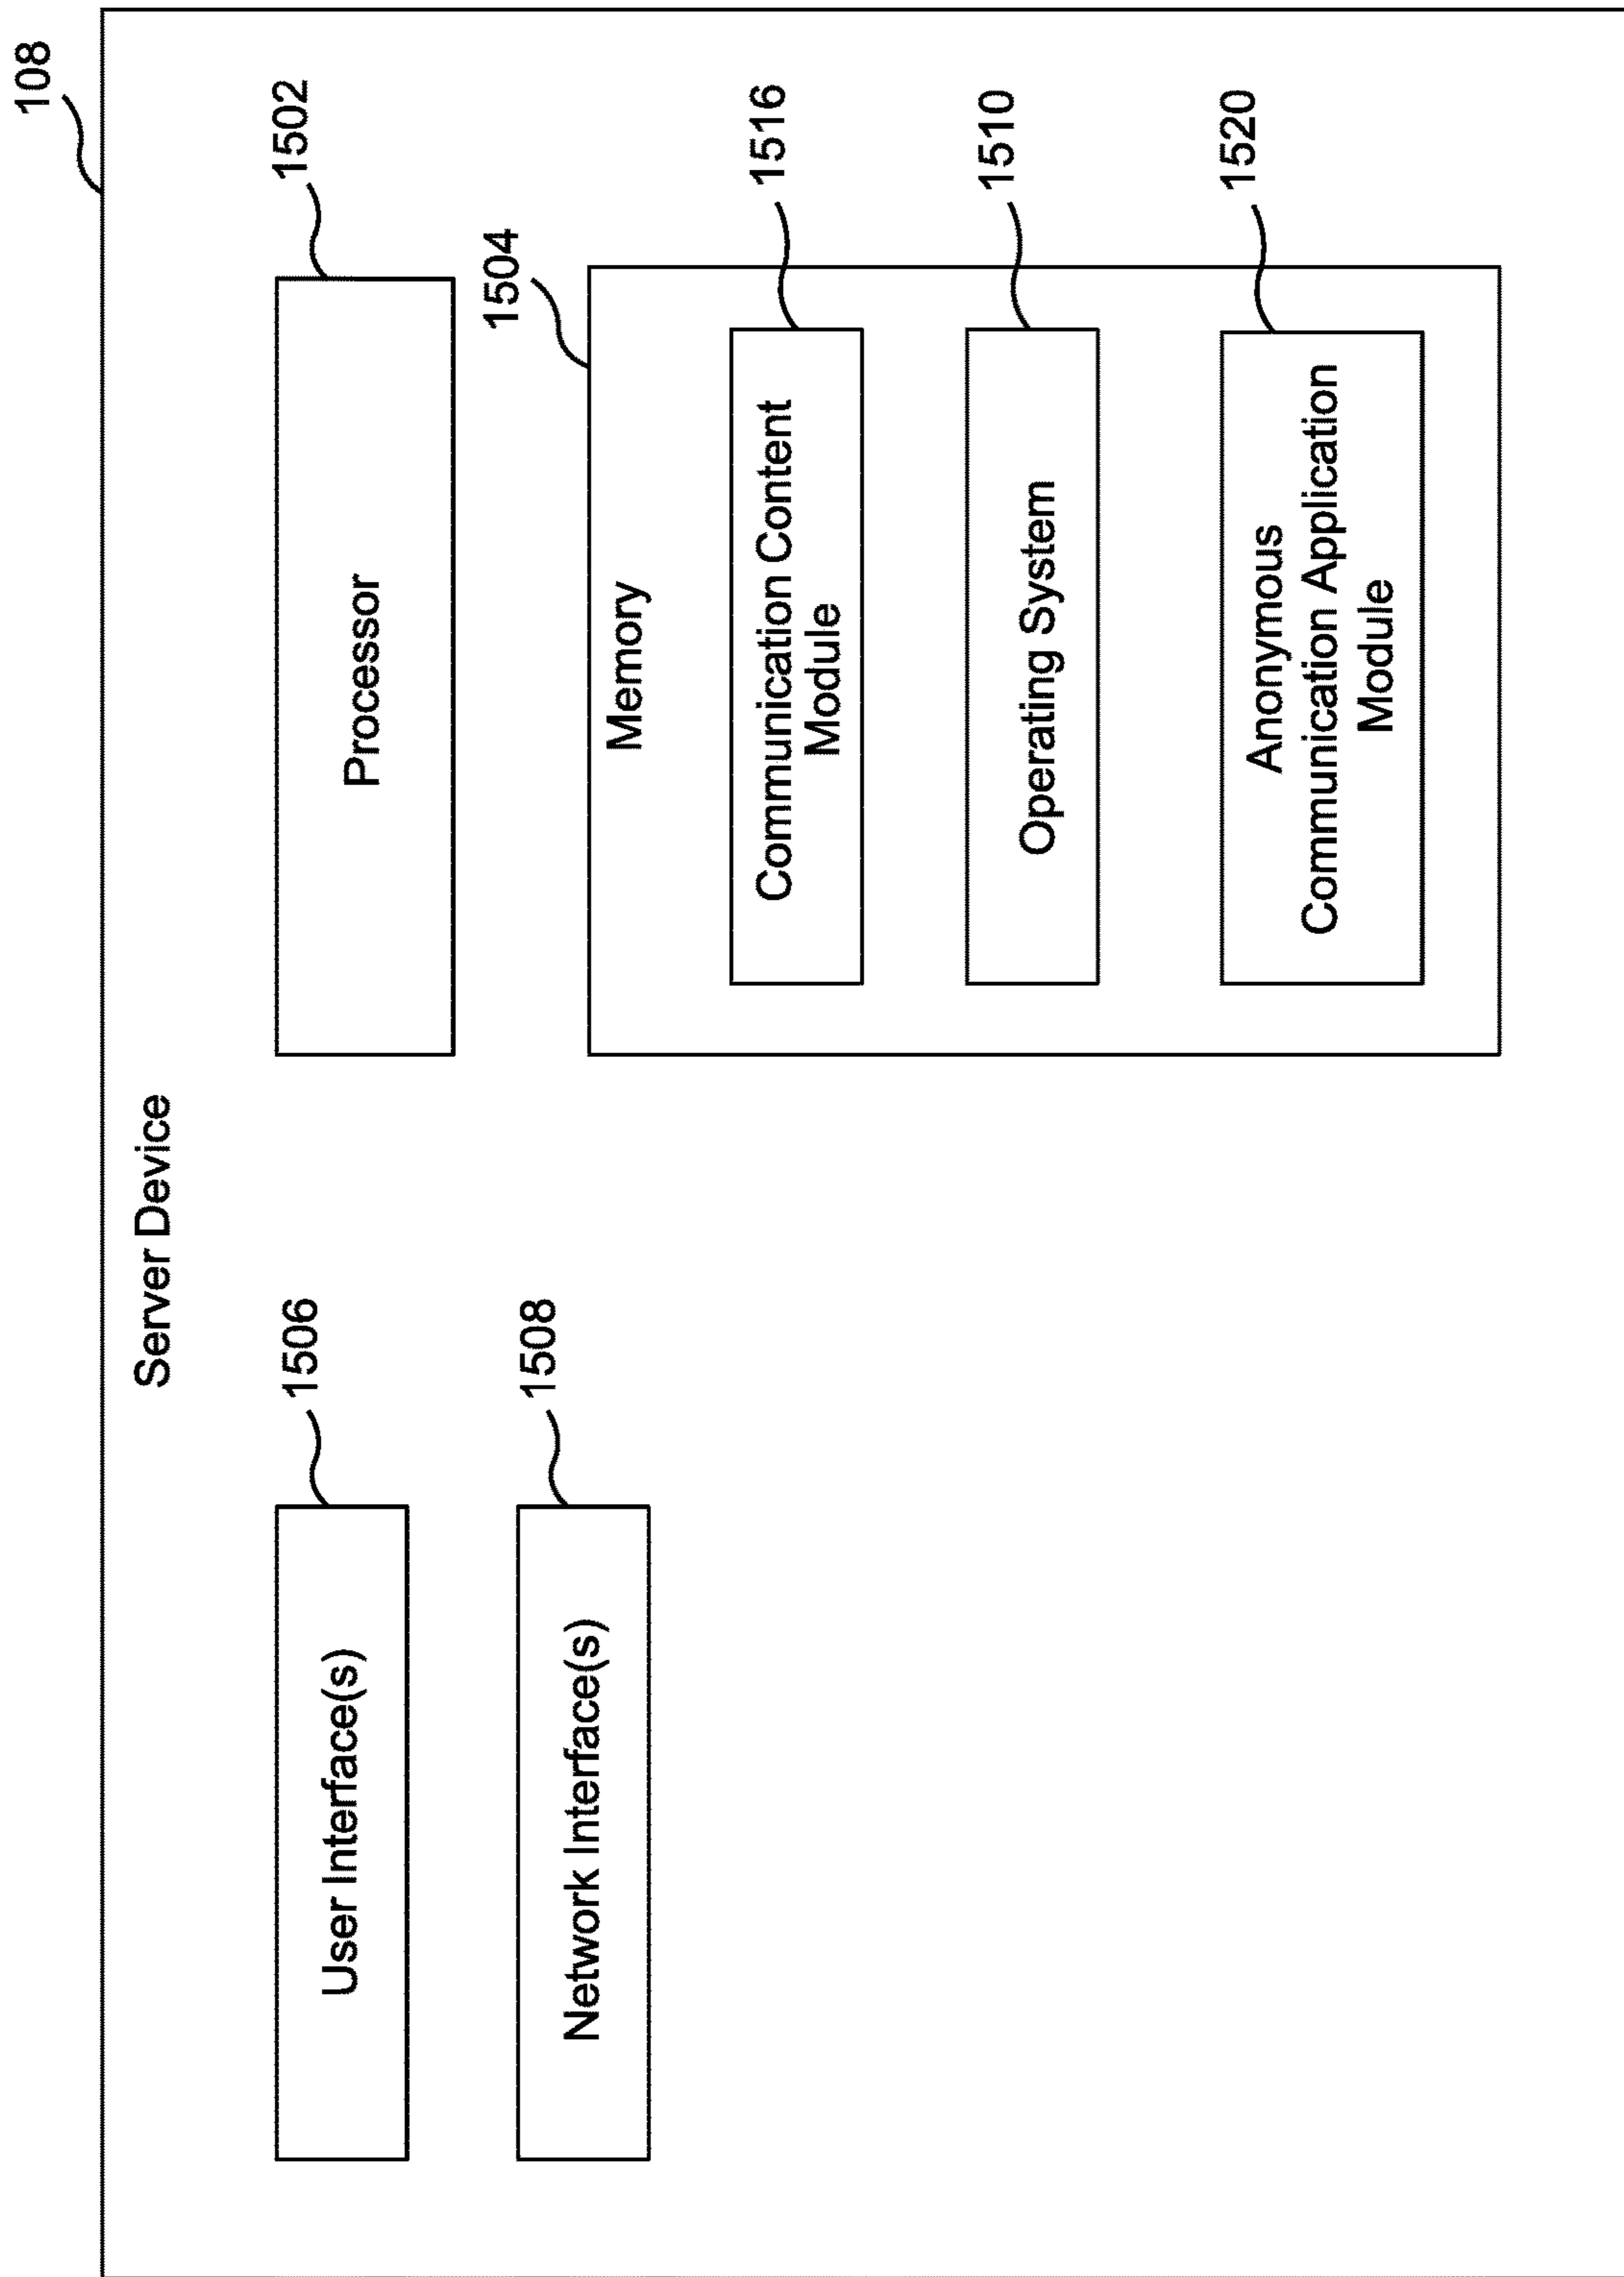 108
Server Device
1506
User Interface(s)
1508
Network Interface(s)
1502
Processor
1504
Memory
1516
Communication Content
Module
1510
Operating System
1520
Anonymous
Communication Application
Module